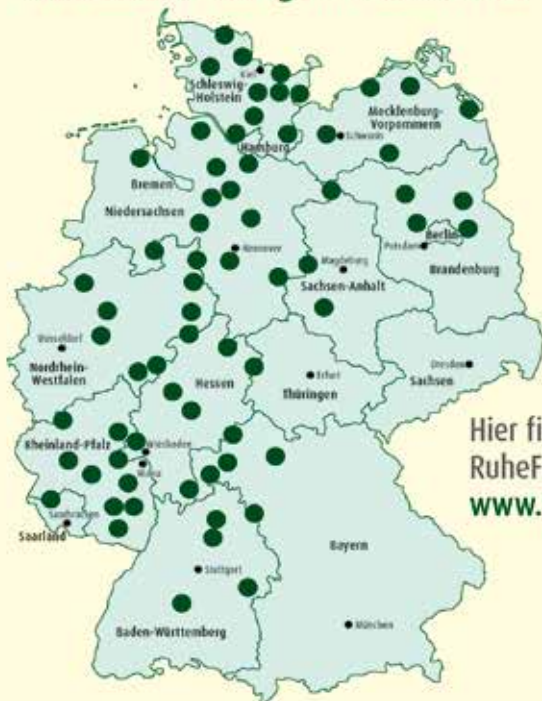 Kiel
Schleswig-
Holstein
Mecklenburg-
Vorpommern
Schwerin
Hamburg
Bremen
Niedersachsen
Hannover
Berlin
Potsdam
Brandenburg
Magdeburg
Sachsen-Anhalt
Düsseldorf
Nordrhein-
Westfalen
Hessen
Erfurt
Thüringen
Dresden
Sachsen
Rheinland-Pfalz
Wiesbaden
Mainz
Saarbrücken
Saarland
Hier fi
RuheF
www.
Bayern
Stuttgart
Baden-Württemberg
München